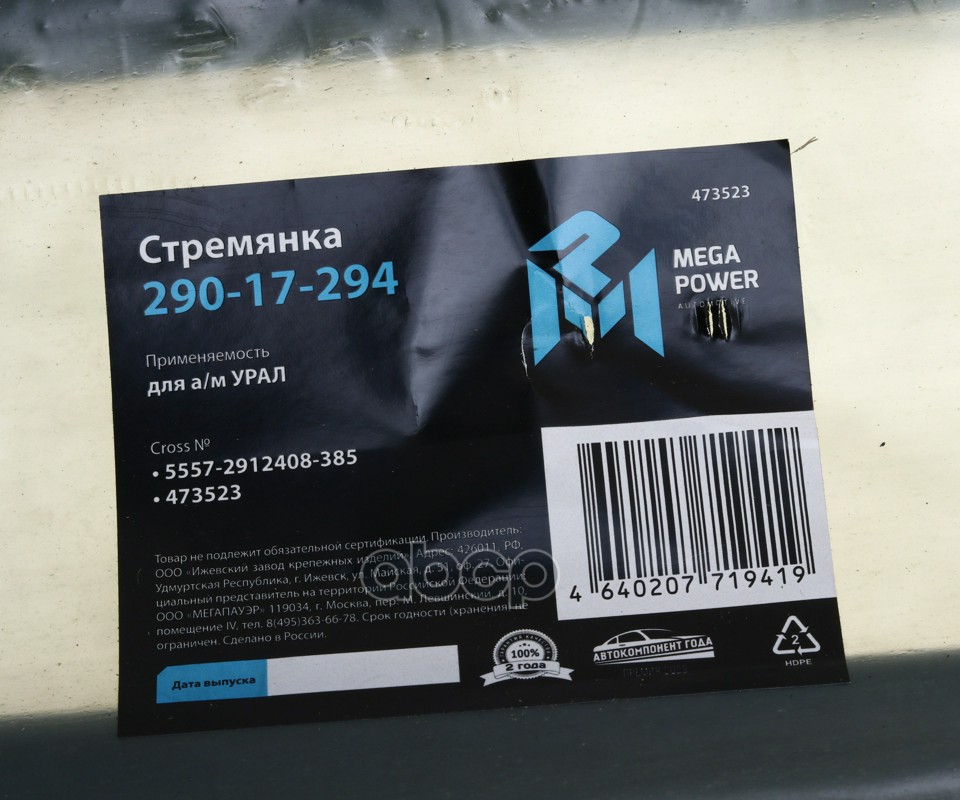 473523
Стремянка
290-17-294
MEGA
POWER
AUTOMOTIVE
Применяемость
для а/м УРАЛ
Cross №
• 5557-2912408-385
• 473523
Товар не подлежит обязательной сертификации. Производитель:
ООО «Ижевский завод крепежных изделий». Адрес: 426011, РФ,
Удмуртская Республика, г. Ижевск, ул. Майская, Офи-
циальный представитель на территории Российской Федерации
ООО «МЕГАПАУЭР» 119034, г. Москва, пер. М. Левшинский, д. 10,
помещение IV, тел. 8(495)363-66-78. Срок годности (хранения) не
ограничен. Сделано в России.
4 640207 719419
Дата выпуска
100%
2 года
АВТОКОМПОНЕНТ ГОДА
2
HDPE
abcp